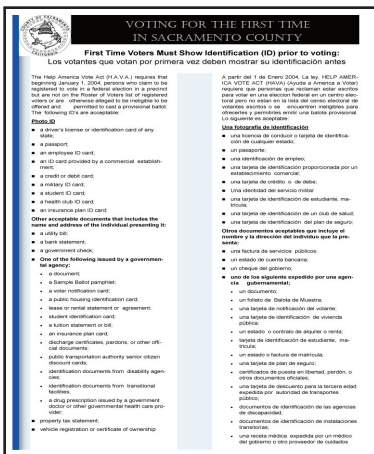 COUNTY OF SACRAMENTO
CALIFORNIA
VOTING FOR THE FIRST TIME
IN SACRAMENTO COUNTY
First Time Voters Must Show Identification (ID) prior to voting:
Los votantes que votan por primera vez deben mostrar su identificación antes
The Help America Vote Act (H.A.V.A.) requires that
beginning January 1, 2004, persons who claim to be
registered to vote in a federal election in a precinct
but are not on the Roster of Voters list of registered
voters or are otherwise alleged to be ineligible to be
offered and permitted to cast a provisional ballot.
The following ID's are acceptable:
Photo ID
■ a driver's license or identification card of any
state;
■ a passport;
■ an employee ID card;
■ an ID card provided by a commercial establish-
ment;
■ a credit or debit card;
■ a military ID card;
■ a student ID card;
■ a health club ID card;
■ an insurance plan ID card;
Other acceptable documents that includes the
name and address of the individual presenting it:
■ a utility bill;
■ a bank statement;
■ a government check;
■ One of the following issued by a governmen-
tal agency:
• a document;
• a Sample Ballot pamphlet;
• a voter notification card;
• a public housing identification card;
• lease or rental statement or agreement;
• student identification card;
• a tuition statement or bill;
• an insurance plan card;
• discharge certificates, pardons, or other offi-
cial documents;
• public transportation authority senior citizen
discount cards;
• identification documents from disability agen-
cies;
• identification documents from transitional
facilities;
• a drug prescription issued by a government
doctor or other governmental health care pro-
vider;
■ property tax statement;
■ vehicle registration or certificate of ownership
A partir del 1 de Enero 2004, La ley, HELP AMER-
ICA VOTE ACT (HAVA) (Ayuda a America a Votar)
requiere que personas que reclaman estar escritos
para votar en una eleccion federal en un centro elec-
toral pero no estan en la lista del censo electoral de
votantes escritos o se encuentren inelgibles para
ofrecerles y permitirles emitir una balota provisional.
Lo siguiente es aceptable:
Una fotografía de identificación
■ una licencia de conducir o tarjeta de identifica-
ción de cualquier estado;
■ un pasaporte;
■ una identificación de empleo;
■ una tarjeta de identificación proporcionada por un
establecimiento comercial;
■ una tarjeta de crédito o de debe;
■ Una identidad del servicio militar
■ una tarjeta de identificación de estudiante, ma-
tricula;
■ una tarjeta de identificación de un club de salud;
■ una tarjeta de identificación del plan de seguro;
Otros documentos aceptables que incluye el
nombre y la dirección del individuo que la pre-
senta:
■ una factura de servicios públicos;
■ un estado de cuenta bancaria;
■ un cheque del gobierno;
■ uno de los siguiente expedido por una agen-
cia gubernamental;
• un documento;
• un folleto de Balota de Muestra;
• una tarjeta de notificación del votante;
• una tarjeta de identificación de vivienda
pública;
• un estado o contrato de alquiler o renta;
• tarjeta de identificación de estudiante, ma-
tricula;
• un estado o factura de matrícula;
• una tarjeta de plan de seguro;
• certificados de puesta en libertad, perdón, o
otros documentos oficiales;
• una tarjeta de descuento para la tercera edad
expedida por autoridad de transportes
público;
• documentos de identificación de las agencias
de discapacidad;
• documentos de identificación de instalaciones
transitorias;
• una receta médica expedida por un médico
del gobierno o otro proveedor de cuidados